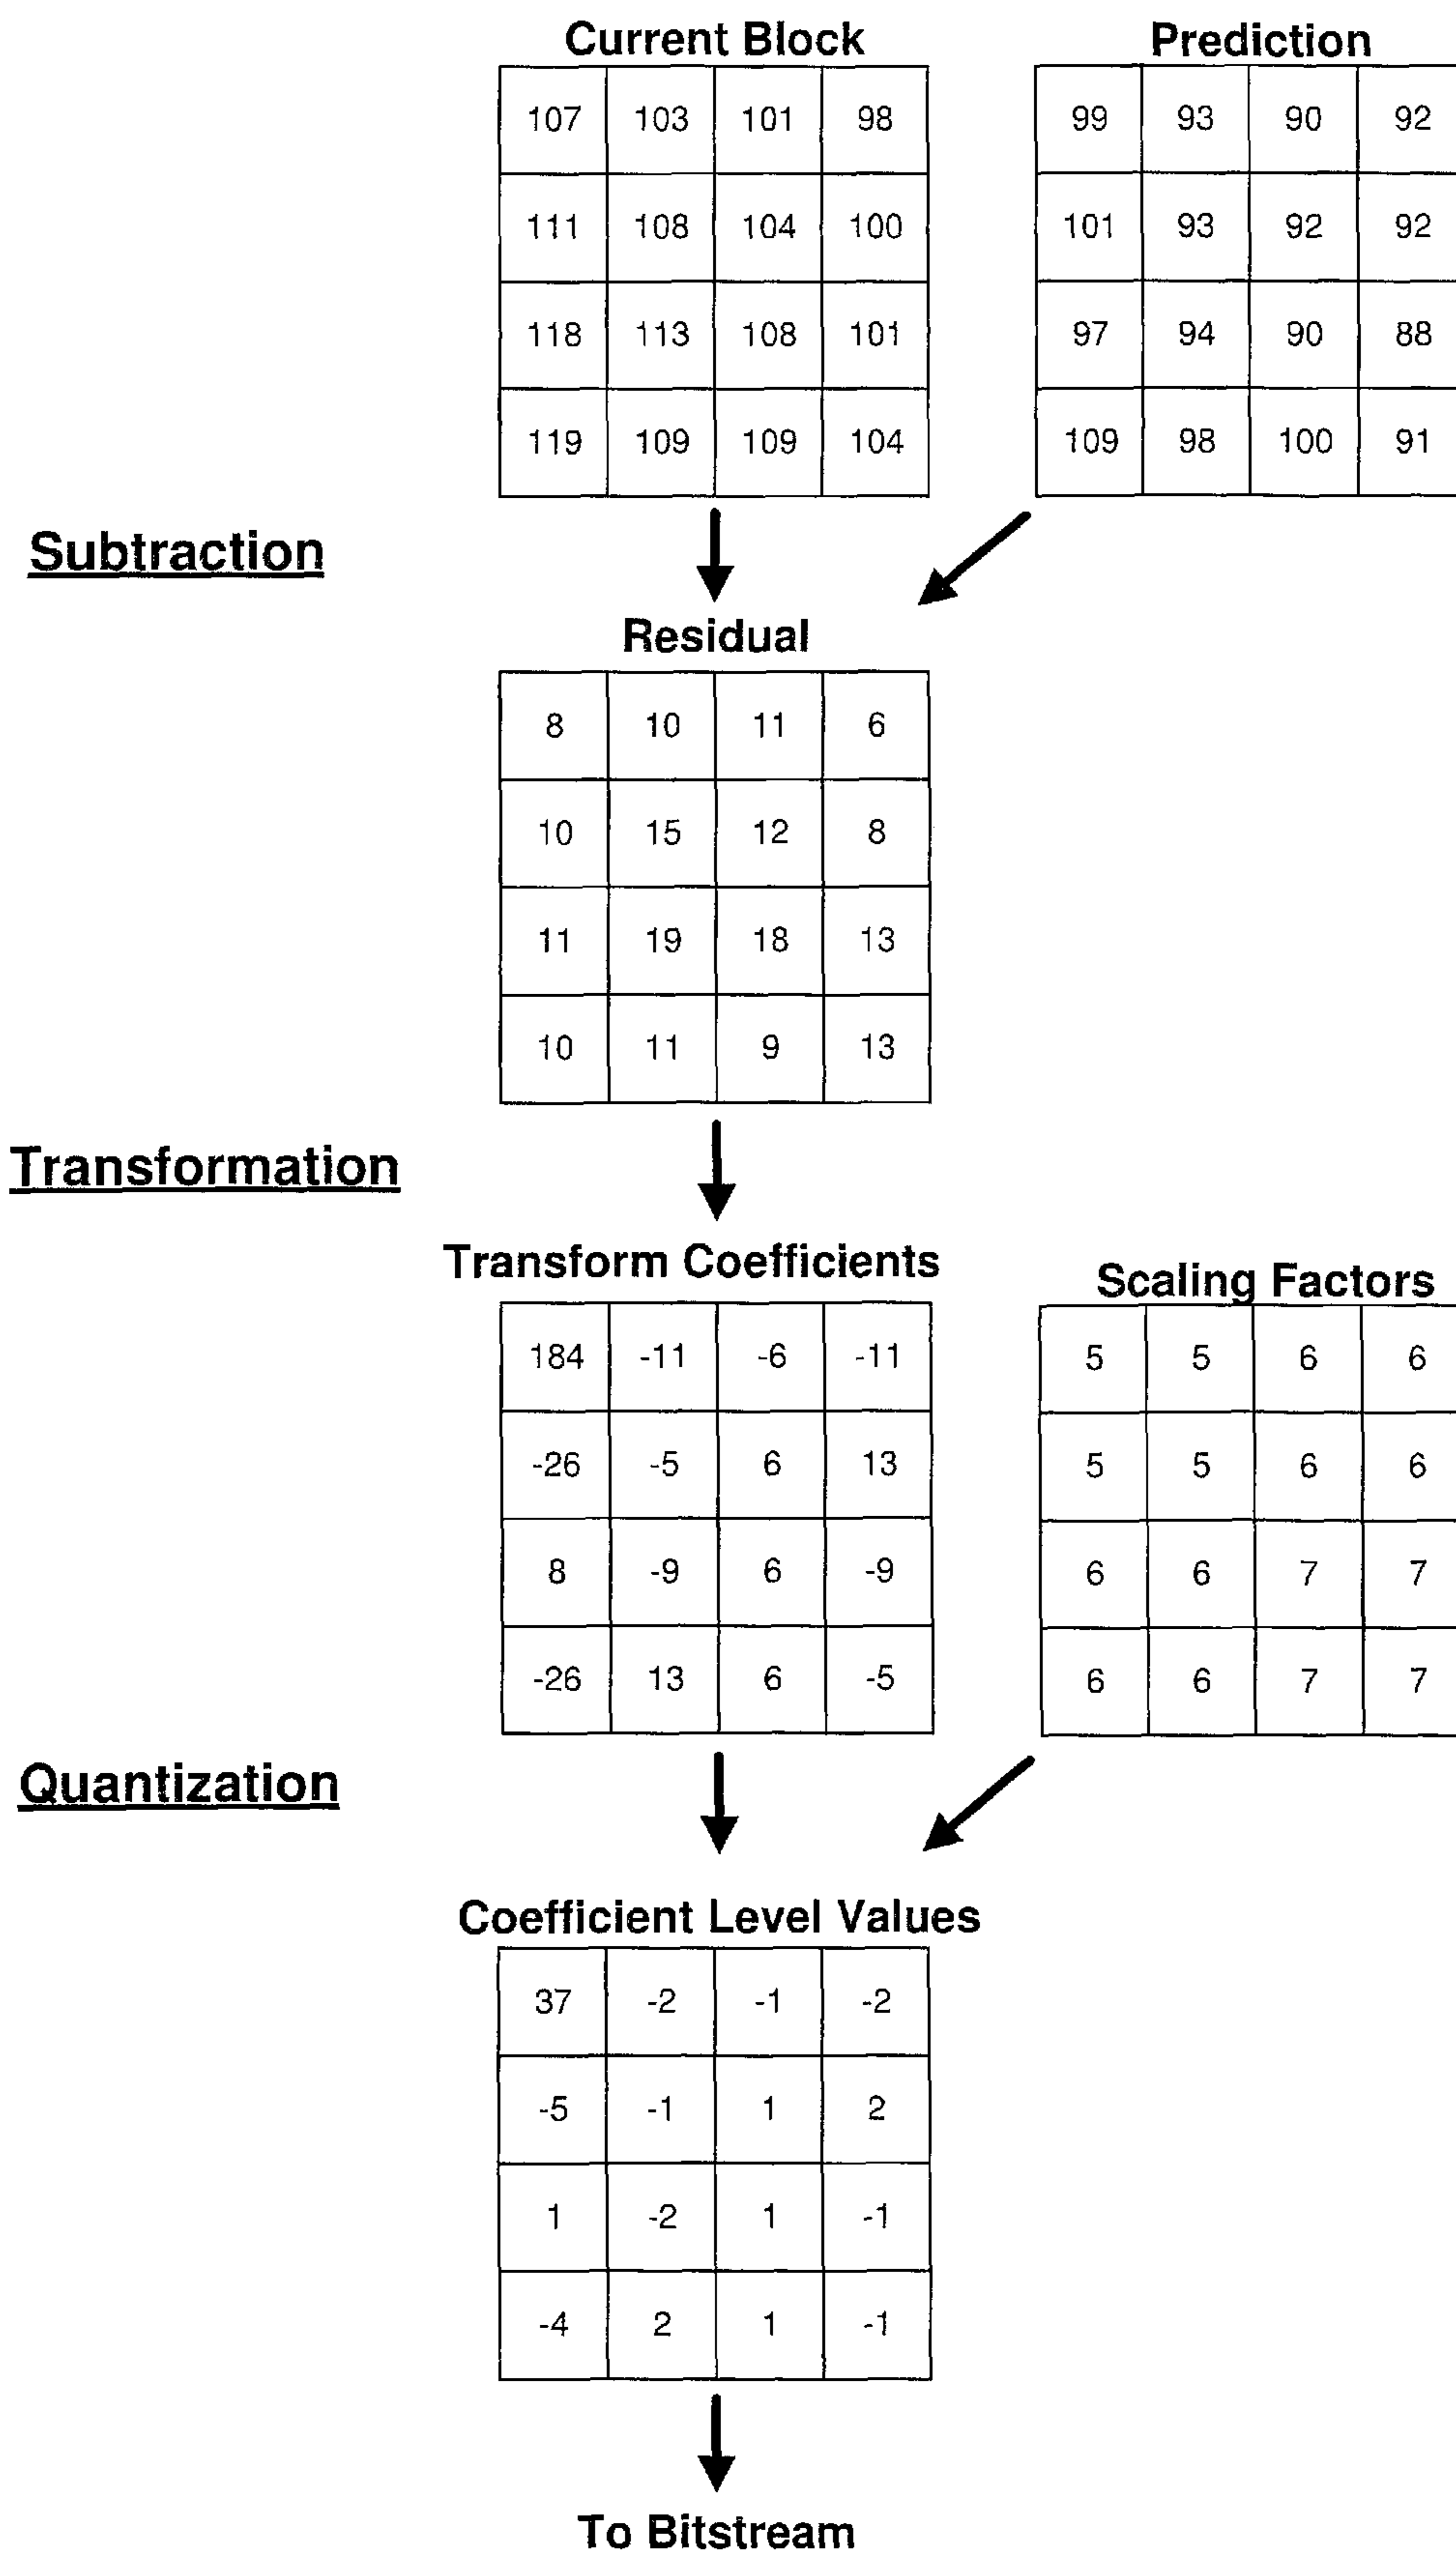 Current Block
Prediction
107 103 101 98
99 93 90 92
111 108 104 100
101 93 92 92
118 113 108 101
97 94 90 88
119 109 109 104
109 98 100 91
Subtraction
Residual
8 10 11 6
10 15 12 8
11 19 18 13
10 11 9 13
Transformation
Transform Coefficients
Scaling Factors
184 -11 -6 -11
5 5 6 6
-26 -5 6 13
5 5 6 6
8 -9 6 -9
6 6 7 7
-26 13 6 -5
6 6 7 7
Quantization
Coefficient Level Values
37 -2 -1 -2
-5 -1 1 2
1 -2 1 -1
-4 2 1 -1
To Bitstream